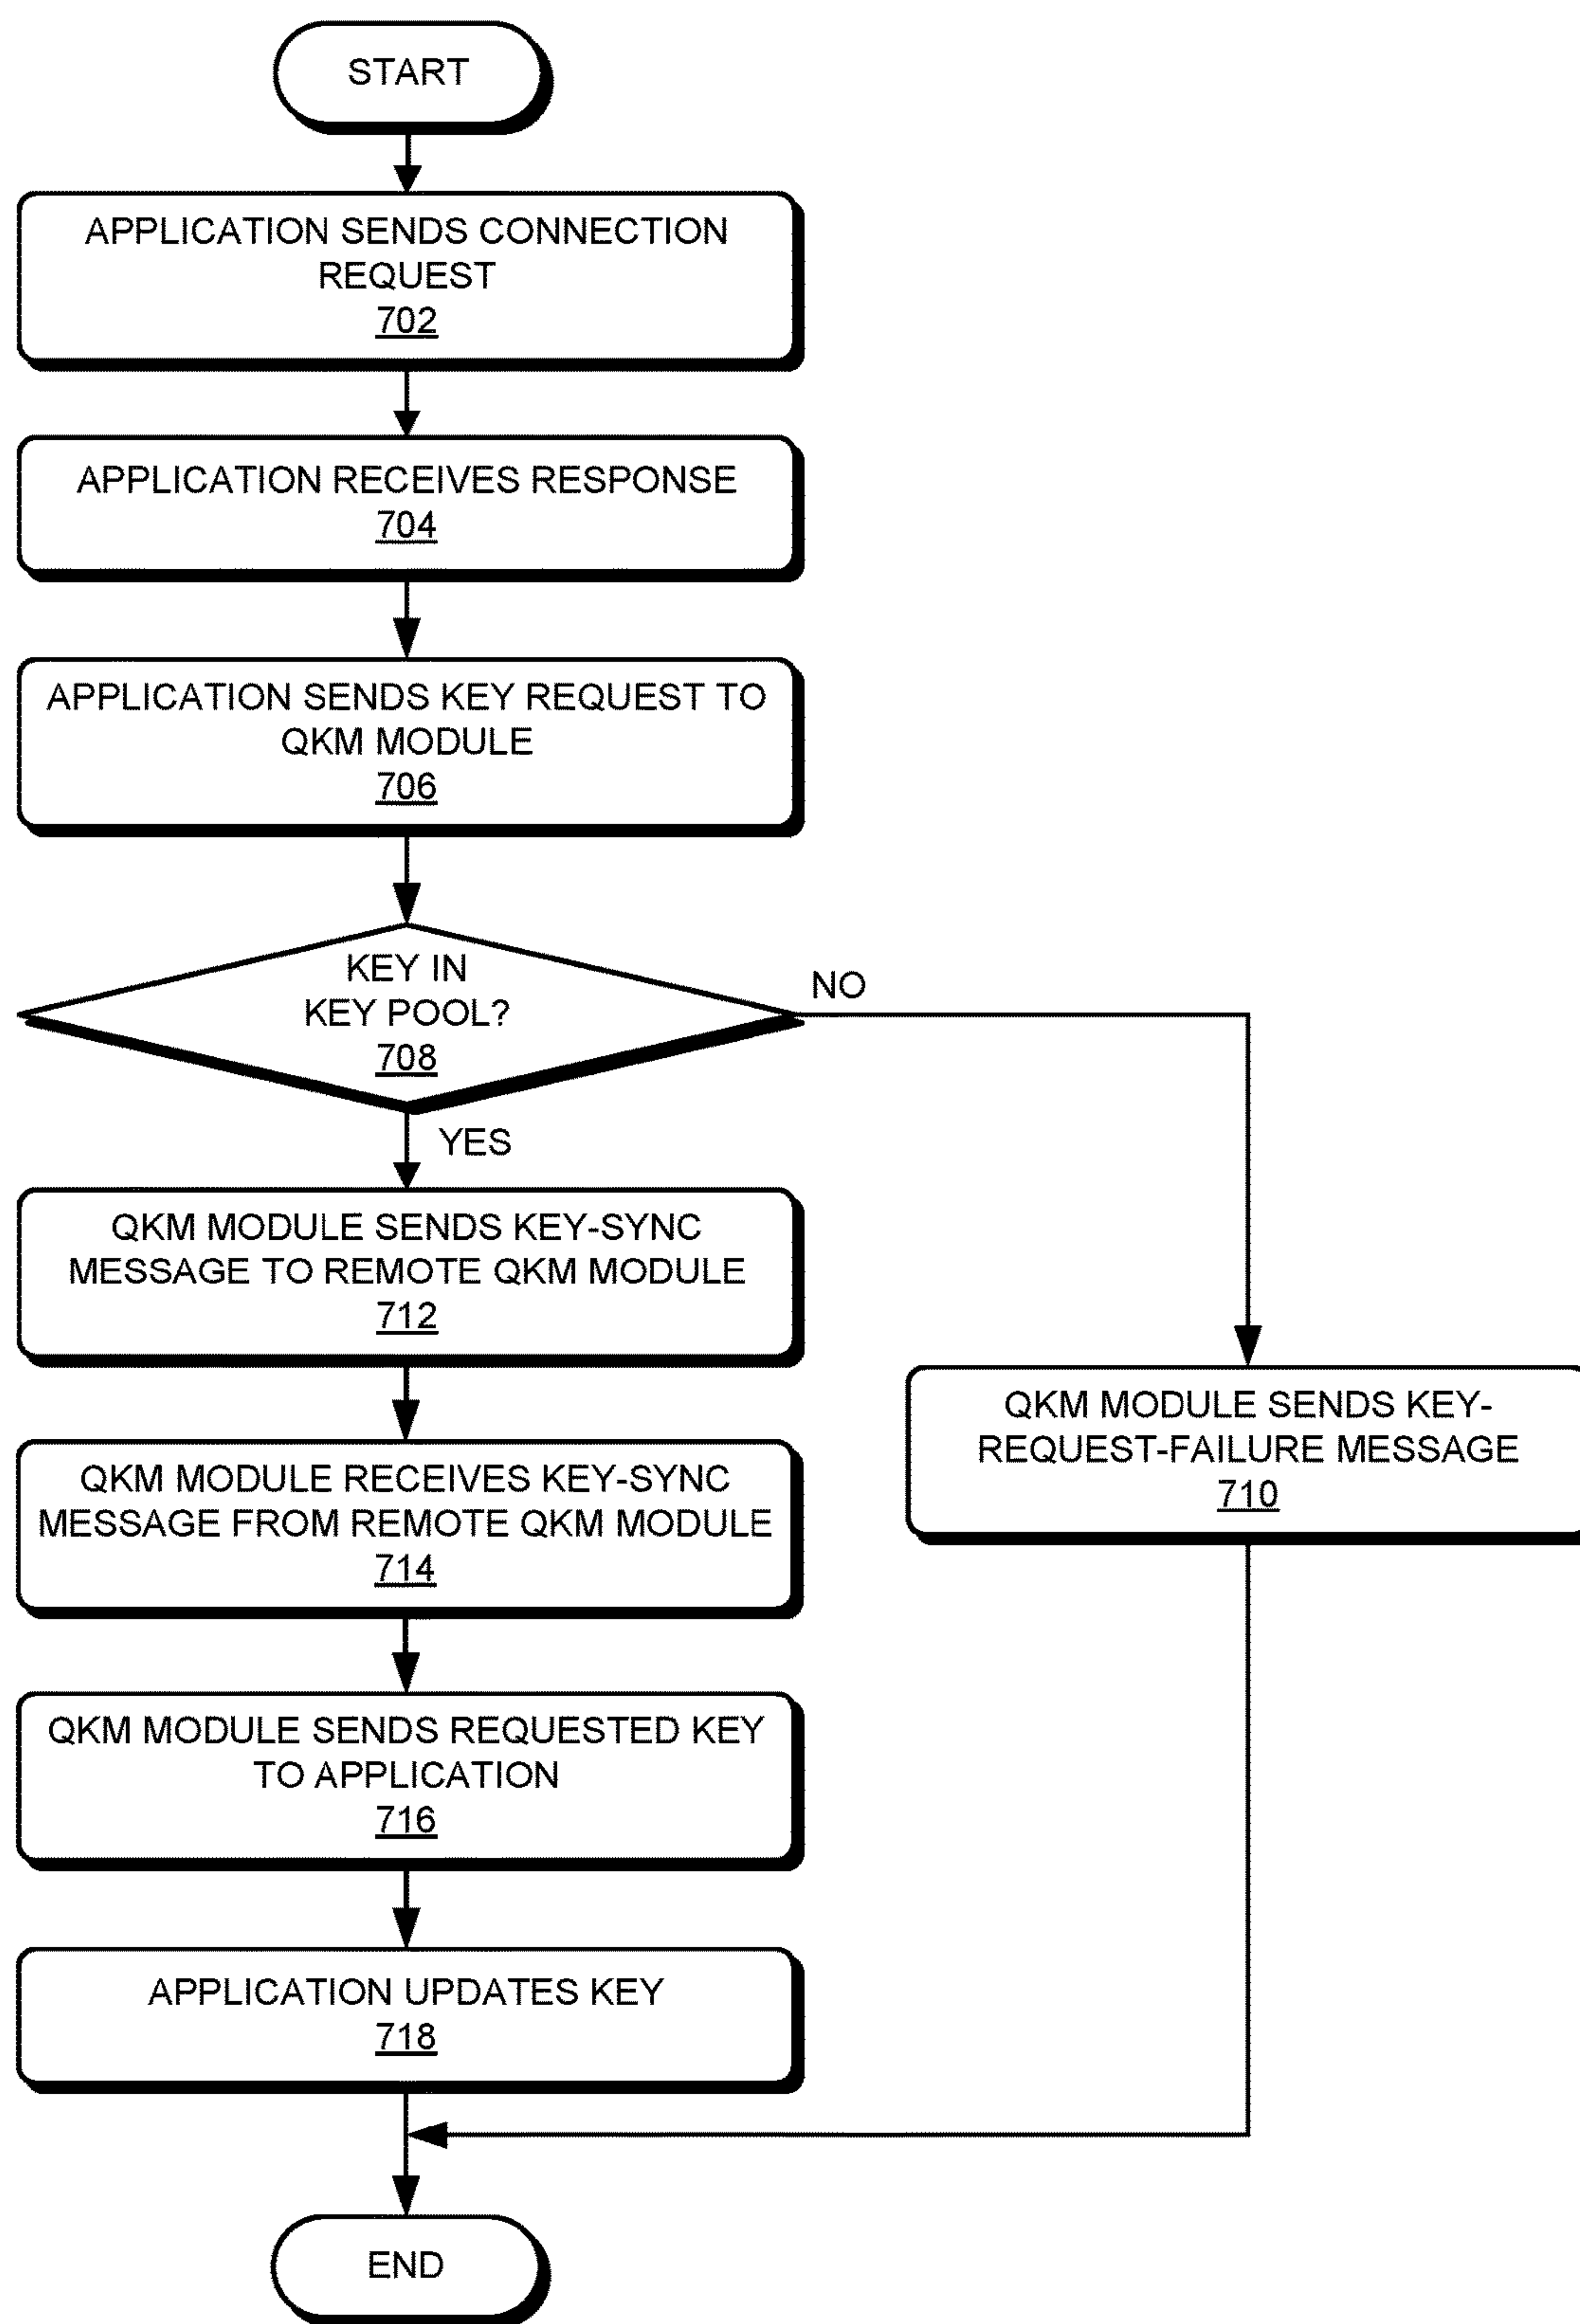 START
APPLICATION SENDS CONNECTION
REQUEST
702
APPLICATION RECEIVES RESPONSE
704
APPLICATION SENDS KEY REQUEST TO
QKM MODULE
706
KEY IN
KEY POOL?
708
NO
YES
QKM MODULE SENDS KEY-SYNC
MESSAGE TO REMOTE QKM MODULE
712
QKM MODULE SENDS KEY-
REQUEST-FAILURE MESSAGE
710
QKM MODULE RECEIVES KEY-SYNC
MESSAGE FROM REMOTE QKM MODULE
714
QKM MODULE SENDS REQUESTED KEY
TO APPLICATION
716
APPLICATION UPDATES KEY
718
END